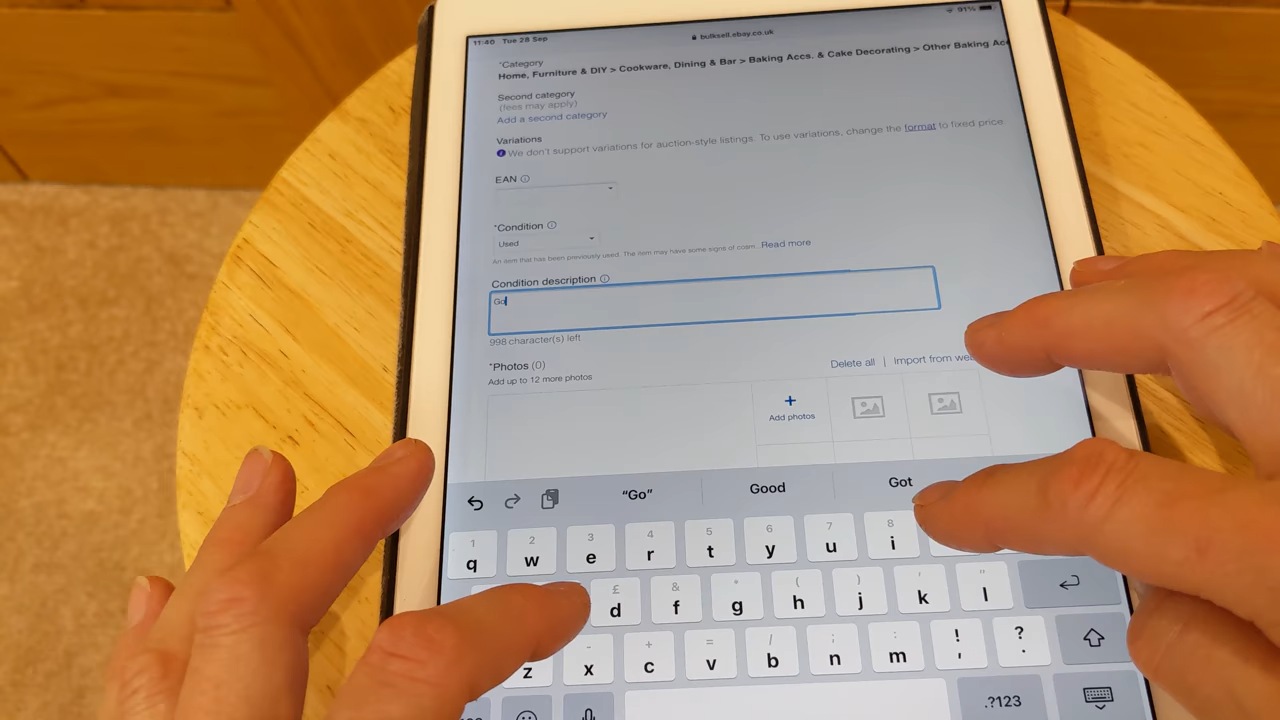 11:40 Tue 28 Sep
bulksell.ebay.co.uk
91%
*Category
Home, Furniture & DIY > Cookware, Dining & Bar > Baking Accs. & Cake Decorating > Other Baking Ac
Second category
(fees may apply)
Add a second category
Variations
We don't support variations for auction-style listings. To use variations, change the format to fixed price.
EAN
*Condition
Used
An item that has been previously used. The item may have some signs of cosm... Read more
Condition description
Go
998 character(s) left
*Photos (0)
Add up to 12 more photos
Delete all | Import from we
+
Add photos
“Go” Good Got
1 2 3 4 5 6 7 8
q w e r t y u i
£ & * ( ) ' "
d f g h j k l
- + = / ; : ! ?
z x c v b n m , .
.?123